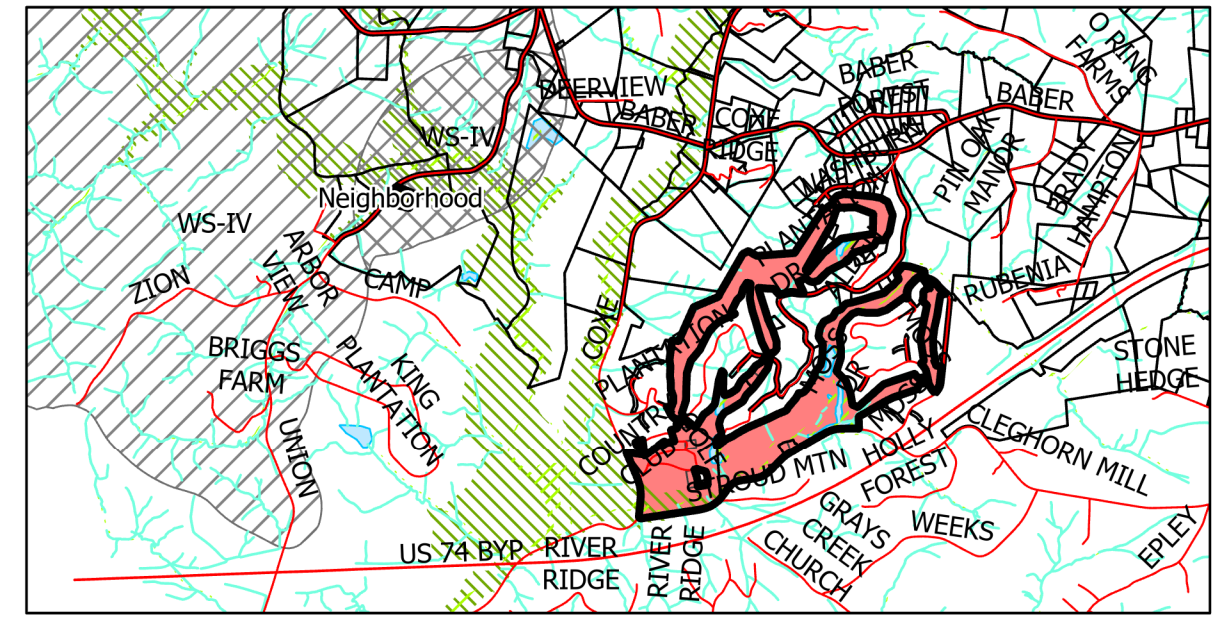 O RING
FARMS
DEERVIEW
BABER
FOREST
BABER
BABER
COXE
RIDGE
WS-IV
WASHBURN
PIN OAK
MANOR
BRADY
HAMPTON
Neighborhood
WS-IV
ARBOR
VIEW
ZION
CAMP
DR
RUBENIA
COXE
PLANTATION
BRIGGS
FARM
KING
PLANTATION
STONE
HEDGE
COUNTRY
CLUB
GOLF
UNION
HOLLY
FOREST
CLEGHORN MILL
STROUD MTN
GRAYS
CREEK
CHURCH
WEEKS
EPLEY
US 74 BYP
RIVER
RIDGE
RIVER
RIDGE